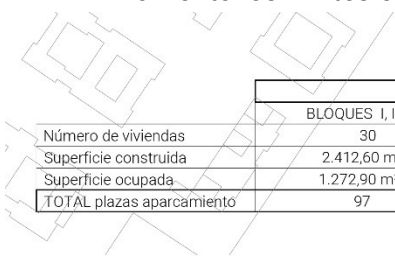 BLOQUES I, I
Número de viviendas 30
Superficie construida 2.412,60 m
Superficie ocupada 1.272,90 m²
TOTAL plazas aparcamiento 97